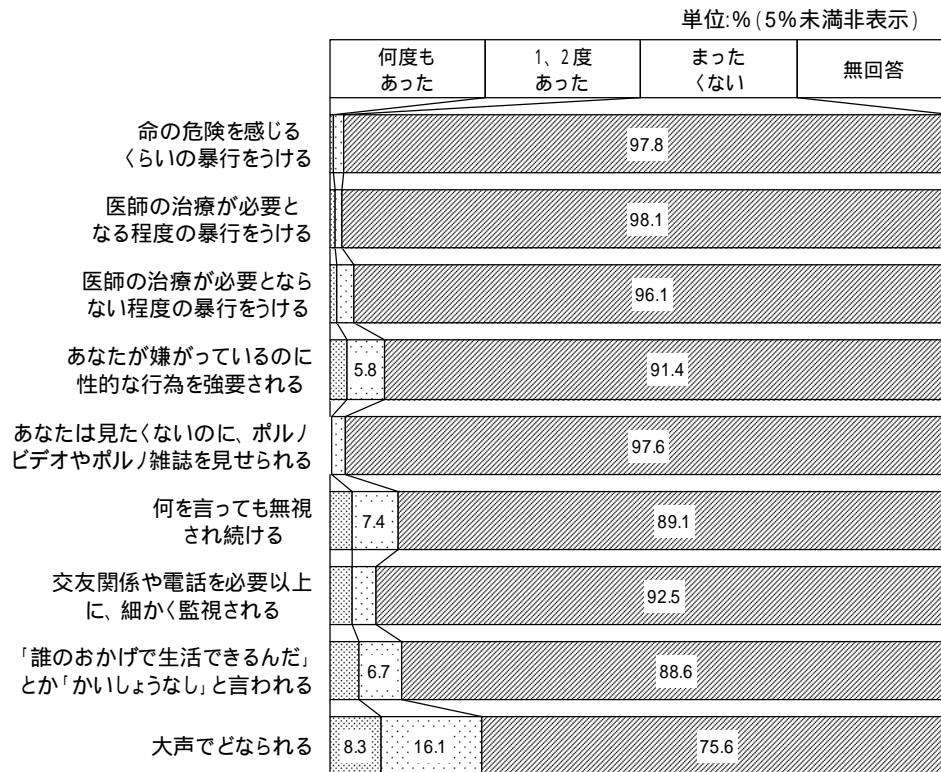 単位:%(5%未満非表示)
何度も
あった
1、2度
あった
まった
くない
無回答
命の危険を感じる
くらいの暴行をうける
97.8
医師の治療が必要と
なる程度の暴行をうける
98.1
医師の治療が必要となら
ない程度の暴行をうける
96.1
あなたが嫌がっているのに
性的な行為を強要される
5.8
91.4
あなたは見たくないのに、ポルノ
ビデオやポルノ雑誌を見せられる
97.6
何を言っても無視
され続ける
7.4
89.1
交友関係や電話を必要以上
に、細かく監視される
92.5
「誰のおかげで生活できるんだ」
とか「かいしょうなし」と言われる
6.7
88.6
大声でどなられる
8.3
16.1
75.6